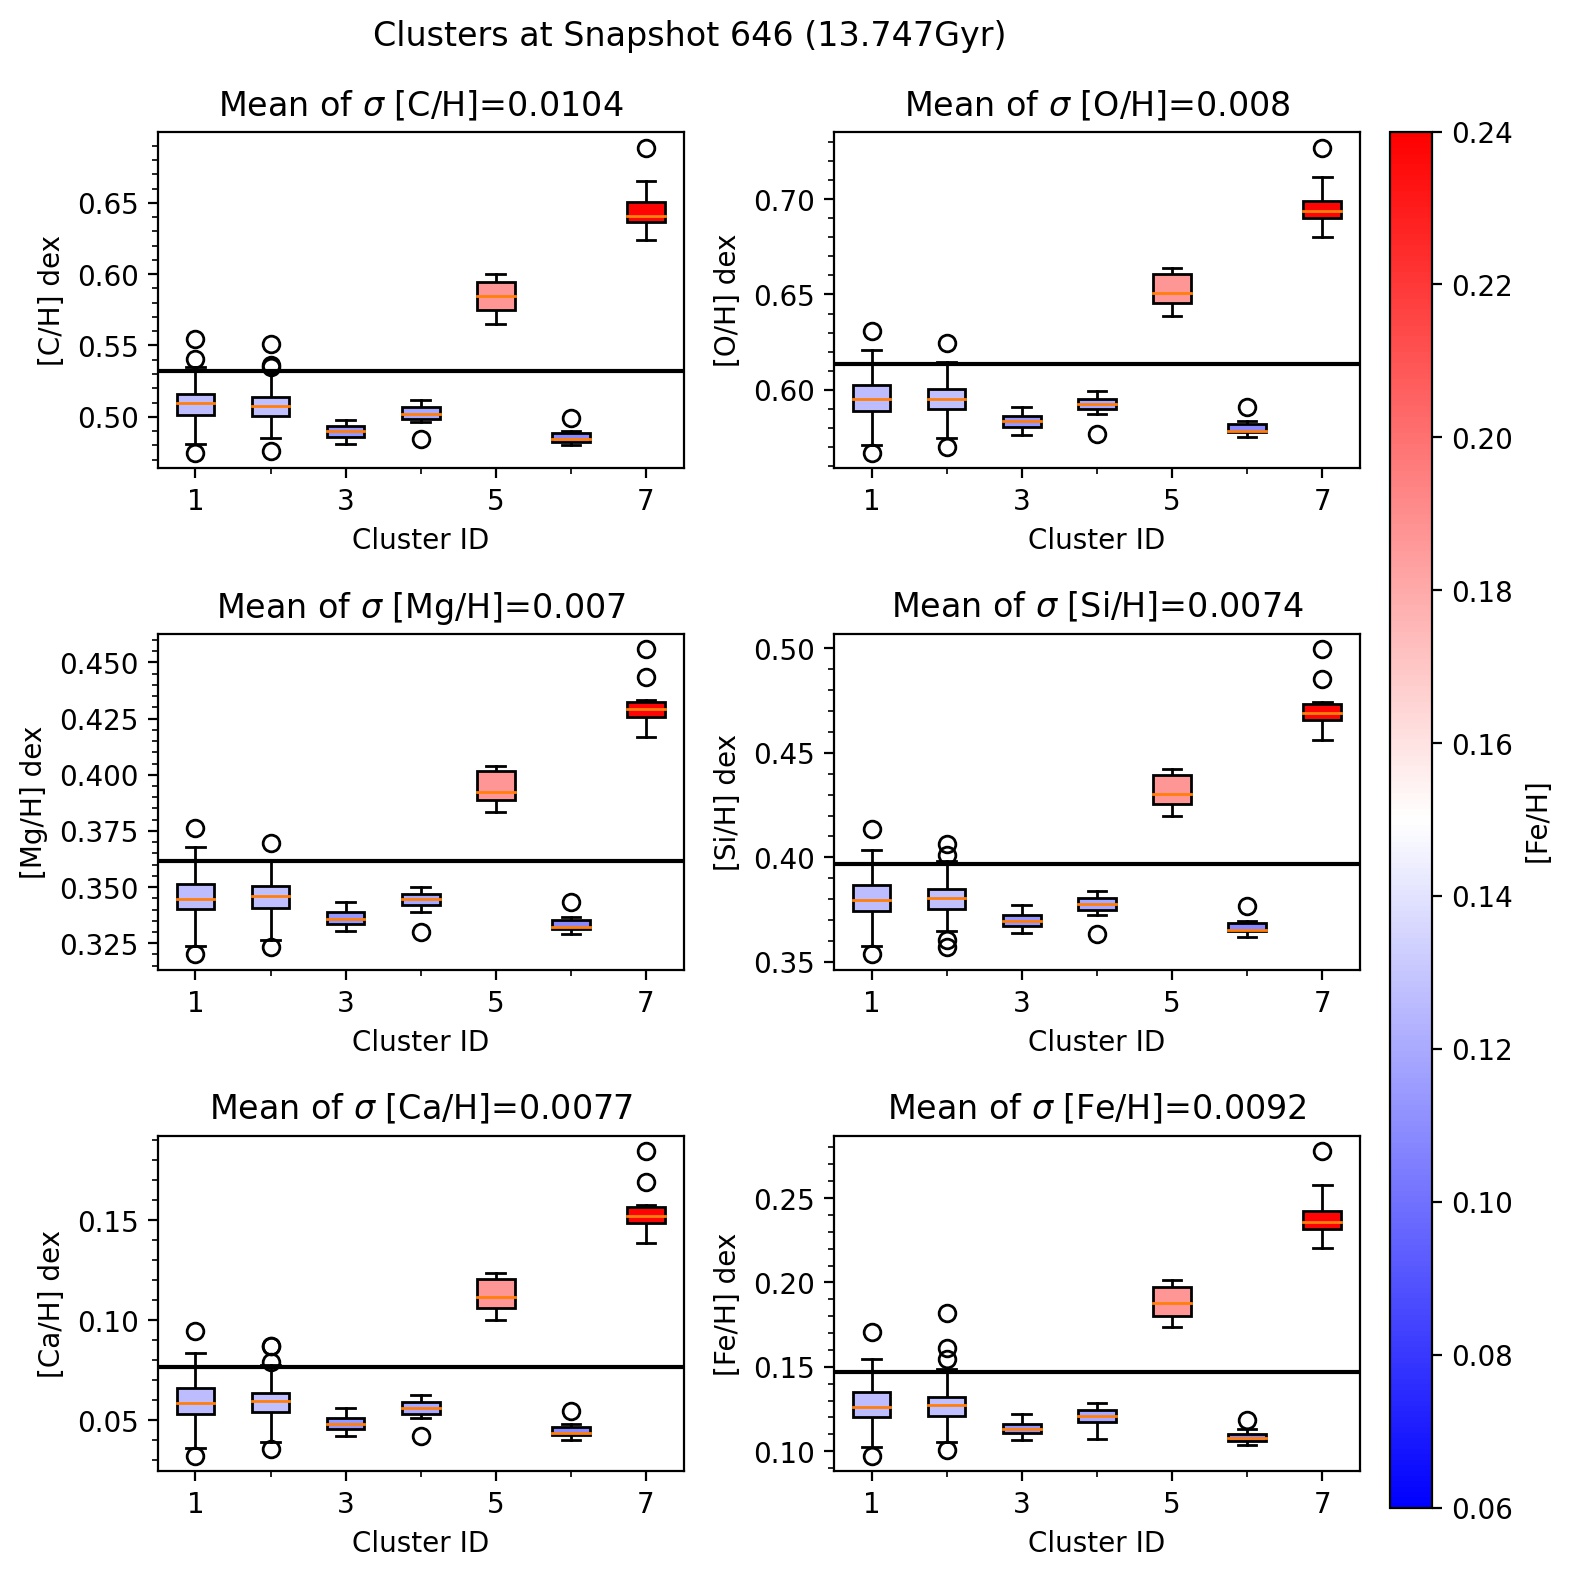 Clusters at Snapshot 646 (13.747Gyr)
Mean of σ [C/H]=0.0104
[C/H] dex
0.65
0.60
0.55
0.50
1 3 5 7
Cluster ID
Mean of σ [O/H]=0.008
[O/H] dex
0.70
0.65
0.60
1 3 5 7
Cluster ID
Mean of σ [Mg/H]=0.007
[Mg/H] dex
0.450
0.425
0.400
0.375
0.350
0.325
1 3 5 7
Cluster ID
Mean of σ [Si/H]=0.0074
[Si/H] dex
0.50
0.45
0.40
0.35
1 3 5 7
Cluster ID
Mean of σ [Ca/H]=0.0077
[Ca/H] dex
0.15
0.10
0.05
1 3 5 7
Cluster ID
Mean of σ [Fe/H]=0.0092
[Fe/H] dex
0.25
0.20
0.15
0.10
1 3 5 7
Cluster ID
0.24
0.22
0.20
0.18
0.16
0.14
0.12
0.10
0.08
0.06
[Fe/H]